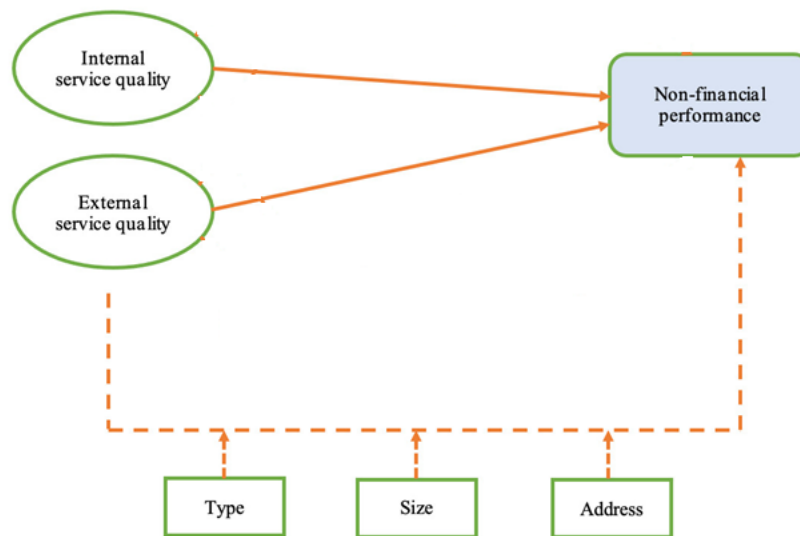 Internal
service quality
Non-financial
performance
External
service quality
Type
Size
Address